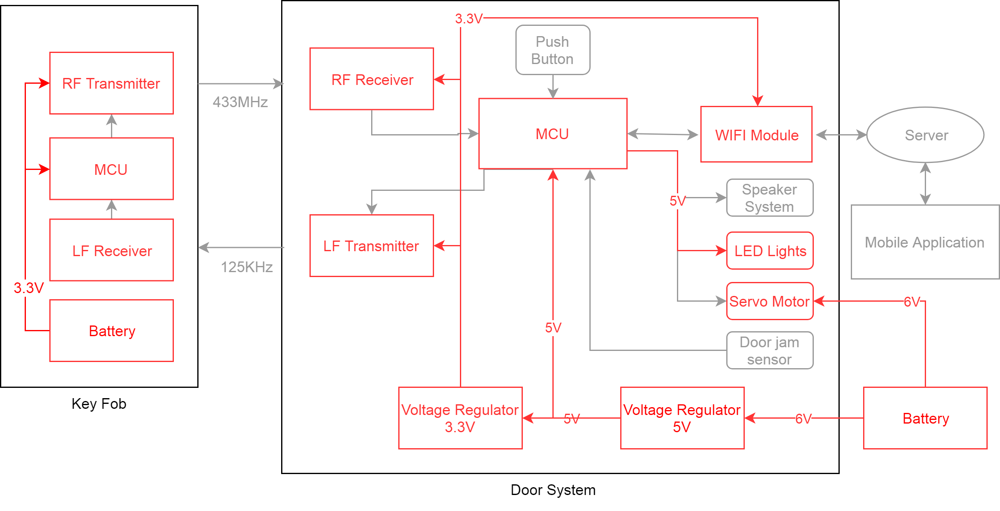 RF Transmitter
MCU
LF Receiver
3.3V
Battery
Key Fob
433MHz
125KHz
3.3V
Push
Button
RF Receiver
MCU
WIFI Module
LF Transmitter
5V
Speaker
System
LED Lights
Servo Motor
5V
Door jam
sensor
Voltage Regulator
3.3V
5V
Voltage Regulator
5V
6V
Door System
Server
Mobile Application
6V
Battery